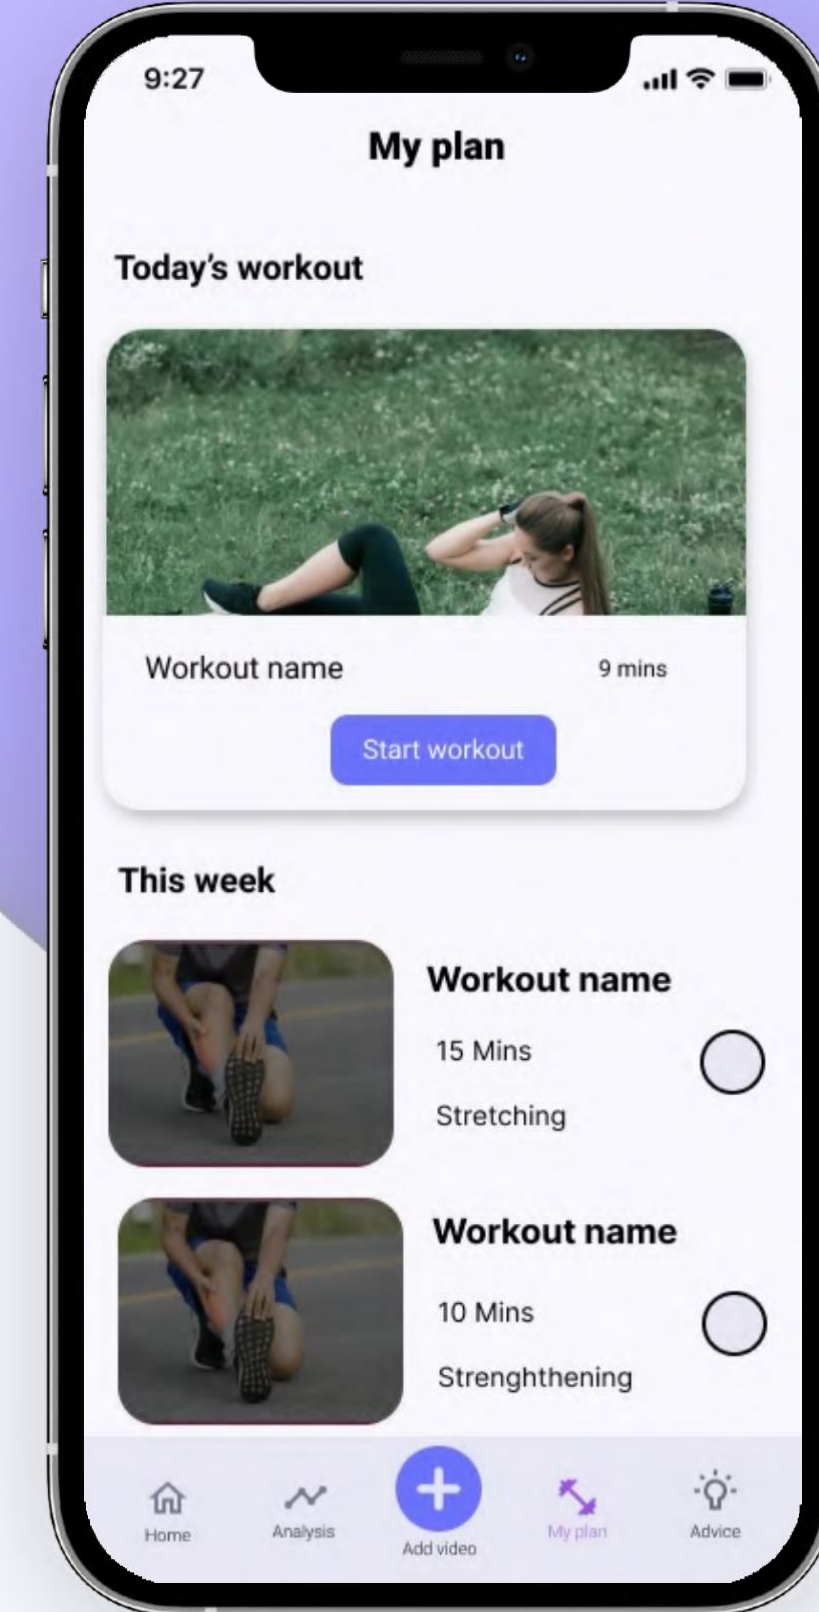 9:27
My plan
Today's workout
Workout name
9 mins
Start workout
This week
Workout name
15 Mins
Stretching
Workout name
10 Mins
Strenghthening
Home
Analysis
Add video
My plan
Advice